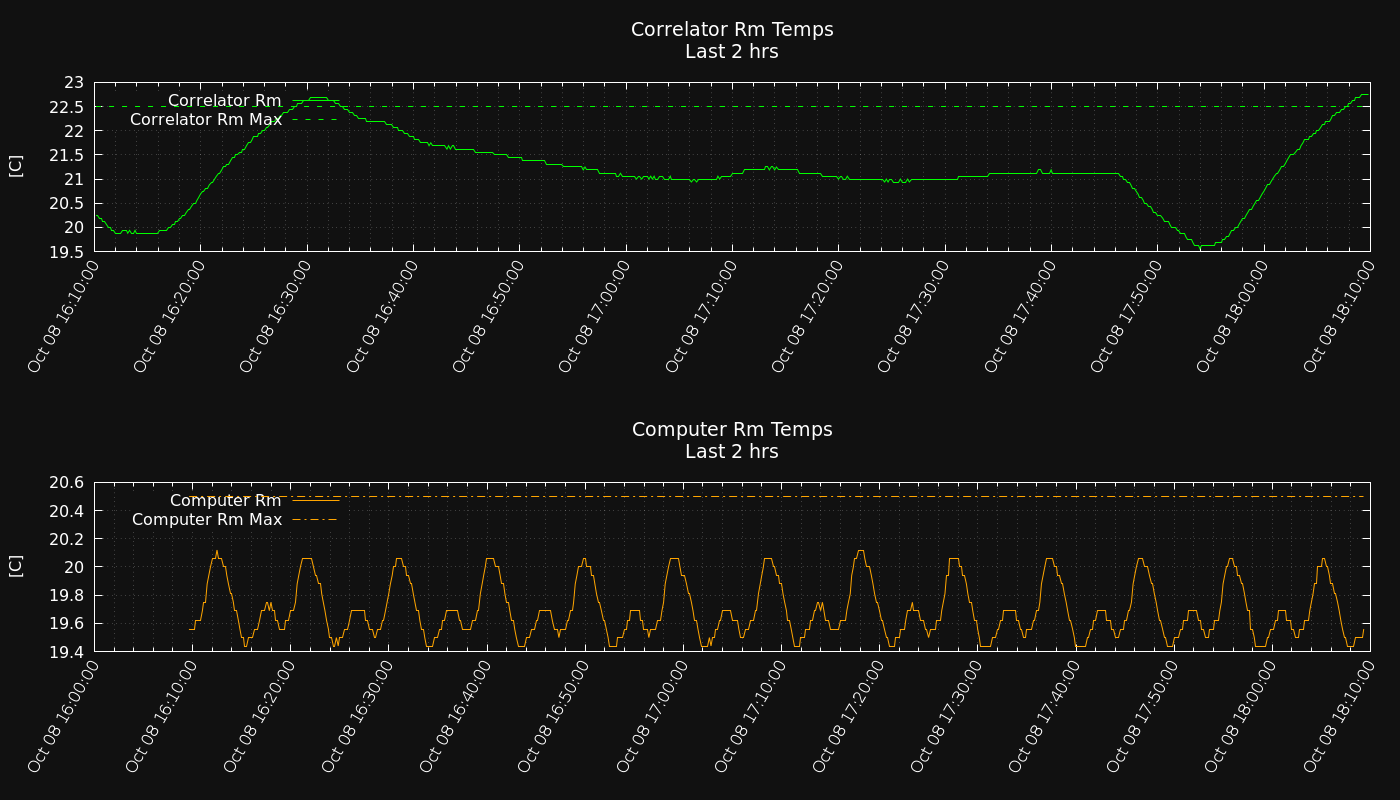 Correlator Rm Temps
Last 2 hrs
23
22.5
22
21.5
21
20.5
20
19.5
[C]
Correlator Rm
Correlator Rm Max
Oct 08 16:10:00
Oct 08 16:20:00
Oct 08 16:30:00
Oct 08 16:40:00
Oct 08 16:50:00
Oct 08 17:00:00
Oct 08 17:10:00
Oct 08 17:20:00
Oct 08 17:30:00
Oct 08 17:40:00
Oct 08 17:50:00
Oct 08 18:00:00
Oct 08 18:10:00
Computer Rm Temps
Last 2 hrs
20.6
20.4
20.2
20
19.8
19.6
19.4
[C]
Computer Rm
Computer Rm Max
Oct 08 16:00:00
Oct 08 16:10:00
Oct 08 16:20:00
Oct 08 16:30:00
Oct 08 16:40:00
Oct 08 16:50:00
Oct 08 17:00:00
Oct 08 17:10:00
Oct 08 17:20:00
Oct 08 17:30:00
Oct 08 17:40:00
Oct 08 17:50:00
Oct 08 18:00:00
Oct 08 18:10:00